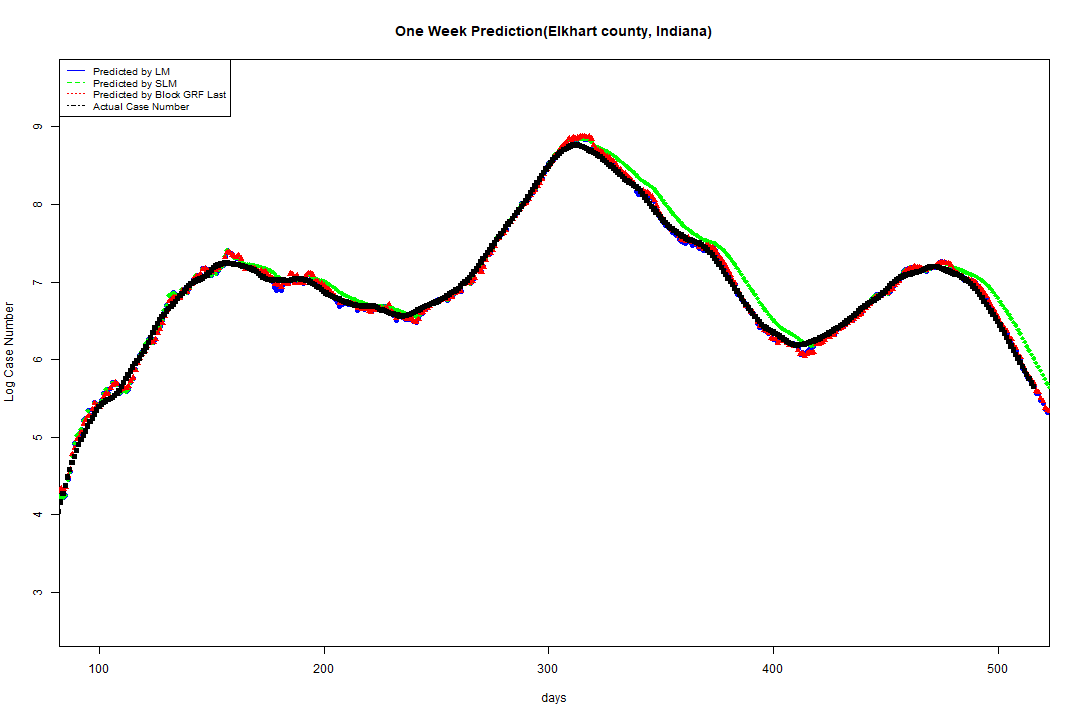 One Week Prediction(Elkhart county, Indiana)
Predicted by LM
Predicted by SLM
Predicted by Block GRF Last
Actual Case Number
9
8
7
6
5
4
3
Log Case Number
100 200 300 400 500
days